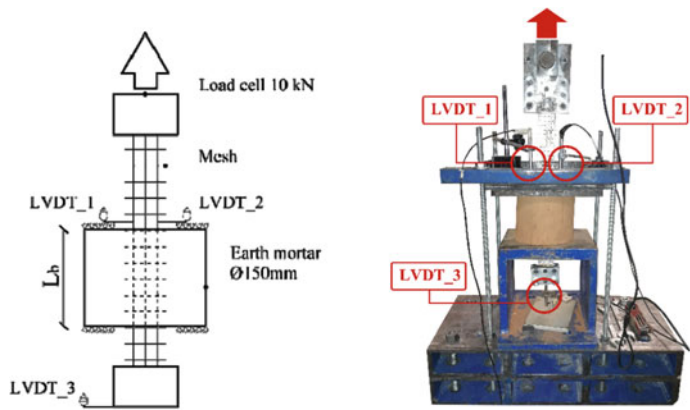 Load cell 10 kN
Mesh
LVDT_1
LVDT_2
Earth mortar
Ø150mm
Lb
LVDT_3
LVDT_1
LVDT_2
LVDT_3